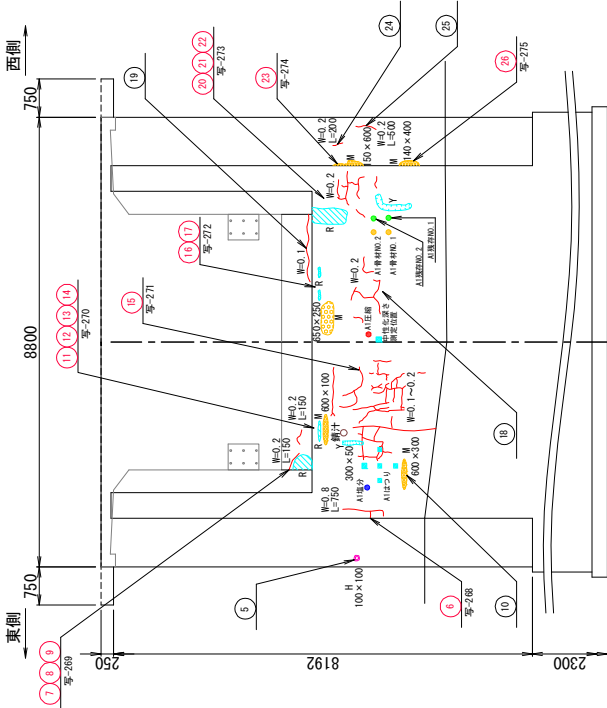 東側
西側
750
8800
750
250
8192
2300
7 8 9
写-269
11 12 13 14
写-270
15
写-271
16 17
写-272
19
20 21 22
写-273
23
写-274
24
25
26
写-275
5
6
写-268
10
18
H
100×100
W=0.8
L=750
R
W=0.2
L=150
W=0.2
L=150
R
M
600×100
錆汁
Y
300×50
A1塩分
A1はつり
M
600×300
W=0.1~0.2
650×250
M
R
W=0.1
R
A1圧縮
中性化深さ
測定位置
W=0.2
W=0.2
A1骨材NO.2
A1骨材NO.1
A1残存NO.2
A1残存NO.1
Y
W=0.2
L=200
M
150×600
W=0.2
L=500
M
140×400